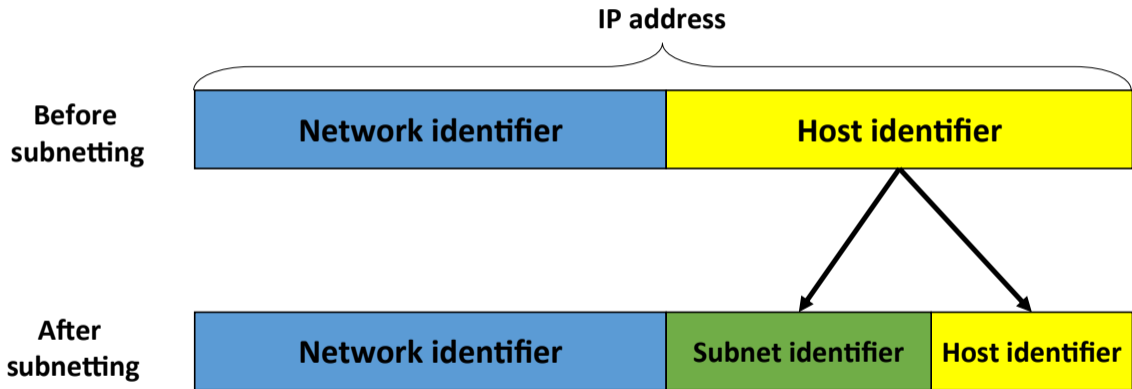 IP address
Before
subnetting
Network identifier
Host identifier
After
subnetting
Network identifier
Subnet identifier
Host identifier